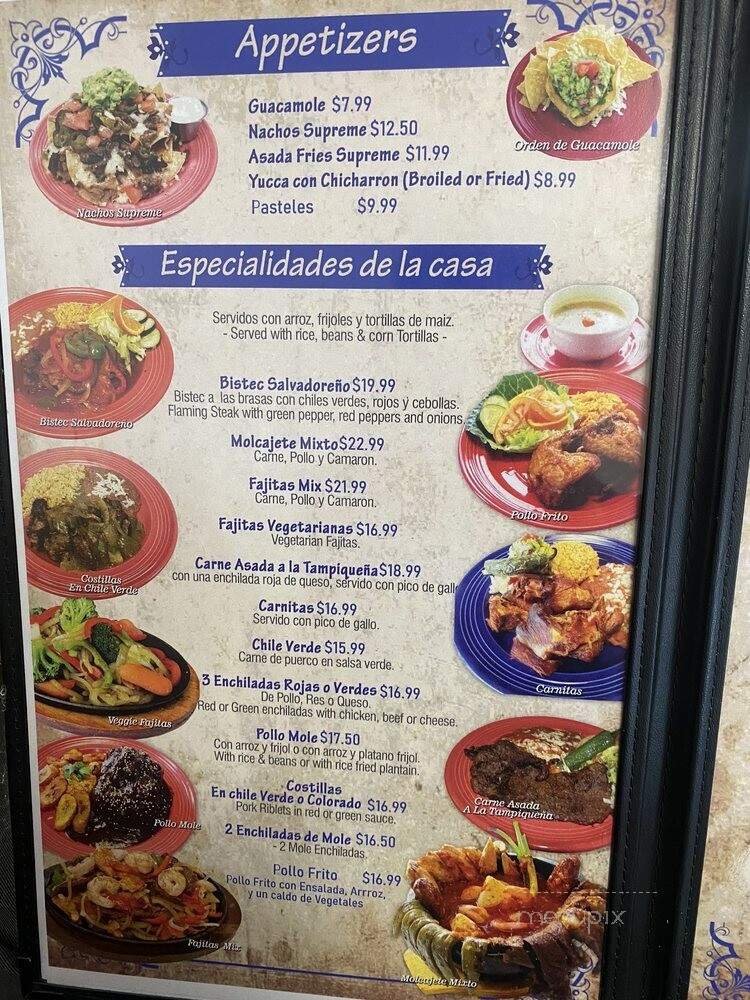 Appetizers
Guacamole $7.99
Nachos Supreme $12.50
Asada Fries Supreme $11.99
Yucca con Chicharron (Broiled or Fried) $8.99
Pasteles $9.99
Nachos Supreme
Orden de Guacamole
Especialidades de la casa
Servidos con arroz, frijoles y tortillas de maiz.
- Served with rice, beans & corn Tortillas -
Bistec Salvadoreño $19.99
Bistec a las brasas con chiles verdes, rojos y cebollas.
Flaming Steak with green pepper, red peppers and onions
Bistec Salvadoreño
Molcajete Mixto $22.99
Carne, Pollo y Camaron.
Fajitas Mix $21.99
Carne, Pollo y Camaron.
Pollo Frito
Fajitas Vegetarianas $16.99
Vegetarian Fajitas.
Carne Asada a la Tampiqueña $18.99
con una enchilada roja de queso, servido con pico de gall
Costillas
En Chile Verde
Carnitas $16.99
Servido con pico de gallo.
Chile Verde $15.99
Carne de puerco en salsa verde.
Carnitas
3 Enchiladas Rojas o Verdes $16.99
De Pollo, Res o Queso.
Red or Green enchiladas with chicken, beef or cheese.
Veggie Fajitas
Pollo Mole $17.50
Con arroz y frijol o con arroz y platano frijol.
With rice & beans or with rice fried plantain.
Pollo Mole
Carne Asada
A La Tampiqueña
Costillas
En chile Verde o Colorado $16.99
Pork Riblets in red or green sauce.
2 Enchiladas de Mole $16.50
- 2 Mole Enchiladas
Pollo Frito $16.99
Pollo Frito con Ensalada, Arrroz,
y un caldo de Vegetales
Fajitas Mix
Molcajete Mixto
menupix